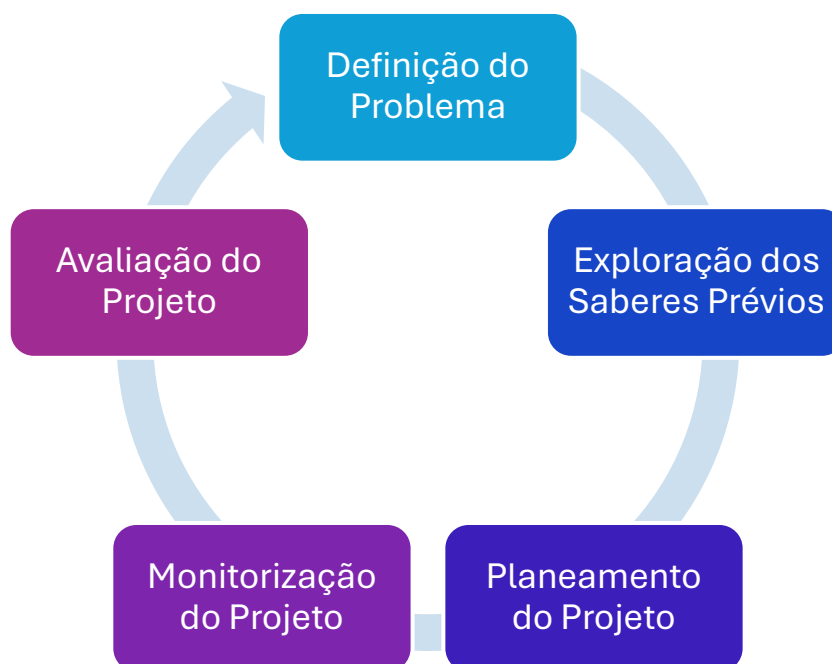 Definição do
Problema
Exploração dos
Saberes Prévios
Planeamento
do Projeto
Monitorização
do Projeto
Avaliação do
Projeto